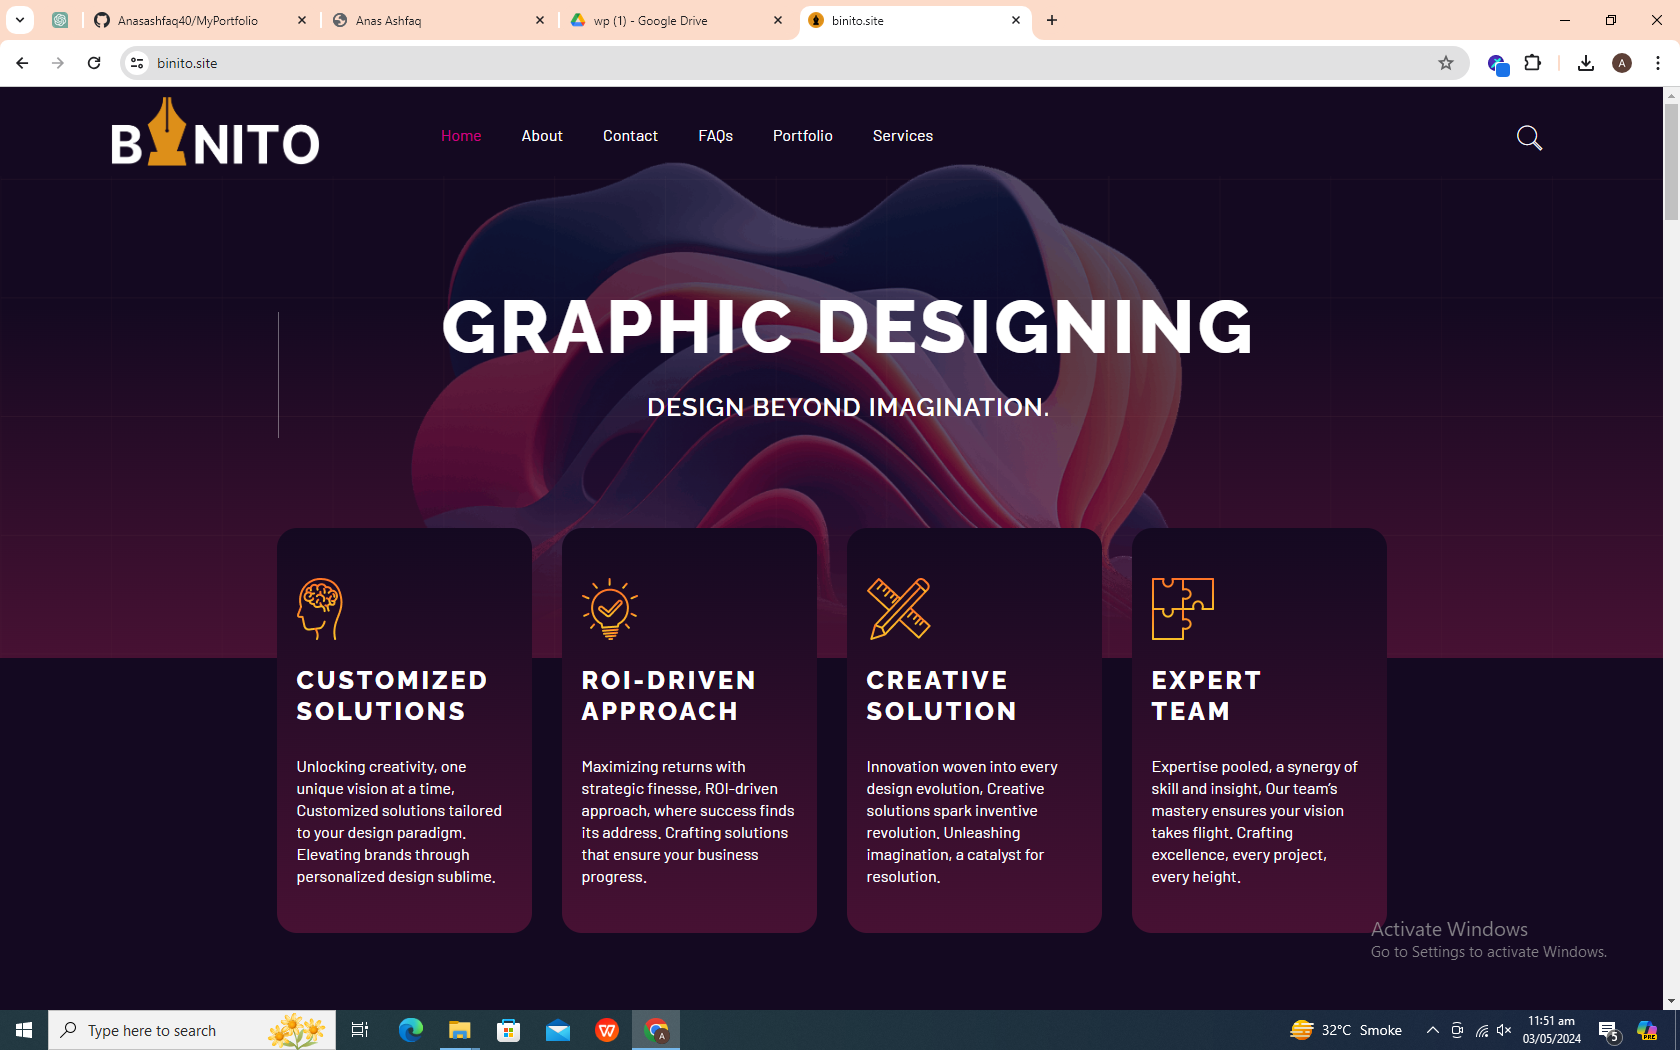 Anasashfaq40/MyPortfolio
Anas Ashfaq
wp (1) - Google Drive
binito.site
binito.site
A
BINITO
Home
About
Contact
FAQs
Portfolio
Services
GRAPHIC DESIGNING
DESIGN BEYOND IMAGINATION.
CUSTOMIZED
SOLUTIONS
Unlocking creativity, one
unique vision at a time,
Customized solutions tailored
to your design paradigm.
Elevating brands through
personalized design sublime.
ROI-DRIVEN
APPROACH
Maximizing returns with
strategic finesse, ROI-driven
approach, where success finds
its address. Crafting solutions
that ensure your business
progress.
CREATIVE
SOLUTION
Innovation woven into every
design evolution, Creative
solutions spark inventive
revolution. Unleashing
imagination, a catalyst for
resolution.
EXPERT
TEAM
Expertise pooled, a synergy of
skill and insight, Our team's
mastery ensures your vision
takes flight. Crafting
excellence, every project,
every height.
Activate Windows
Go to Settings to activate Windows.
Type here to search
W
A
32°C Smoke
11:51 am
03/05/2024
5
PRE